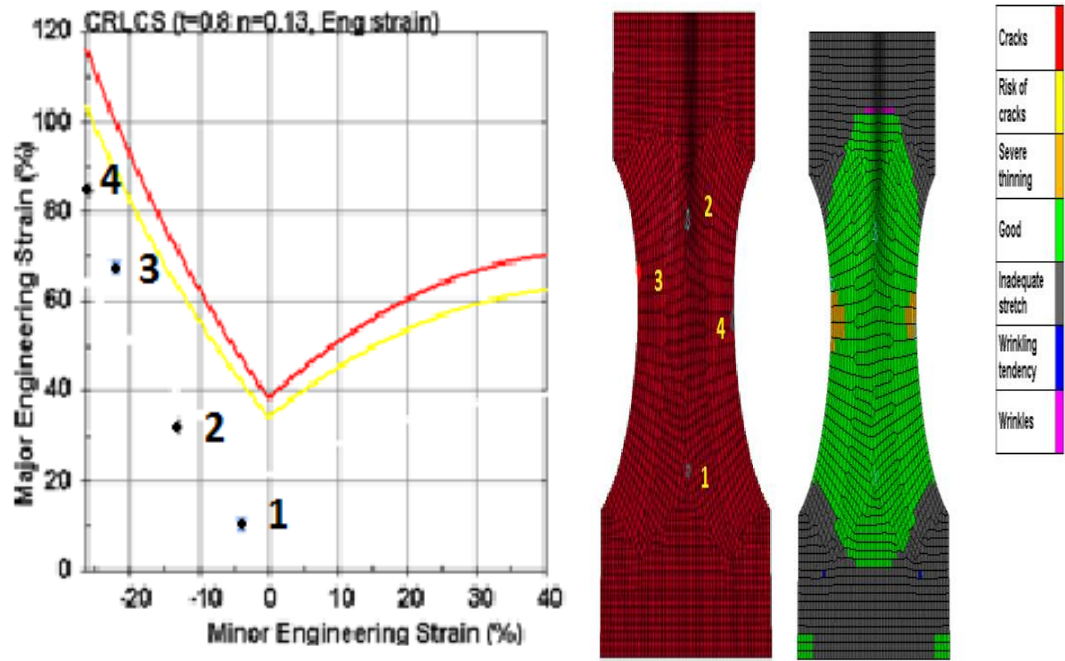 CRLCS (t=0.8 n=0.13, Eng strain)
120
100
80
60
40
20
0
Major Engineering Strain (%)
4
3
2
1
-20
-10
0
10
20
30
40
Minor Engineering Strain (%)
2
3
4
1
Cracks
Risk of
cracks
Severe
thinning
Good
Inadequate
stretch
Wrinkling
tendency
Wrinkles